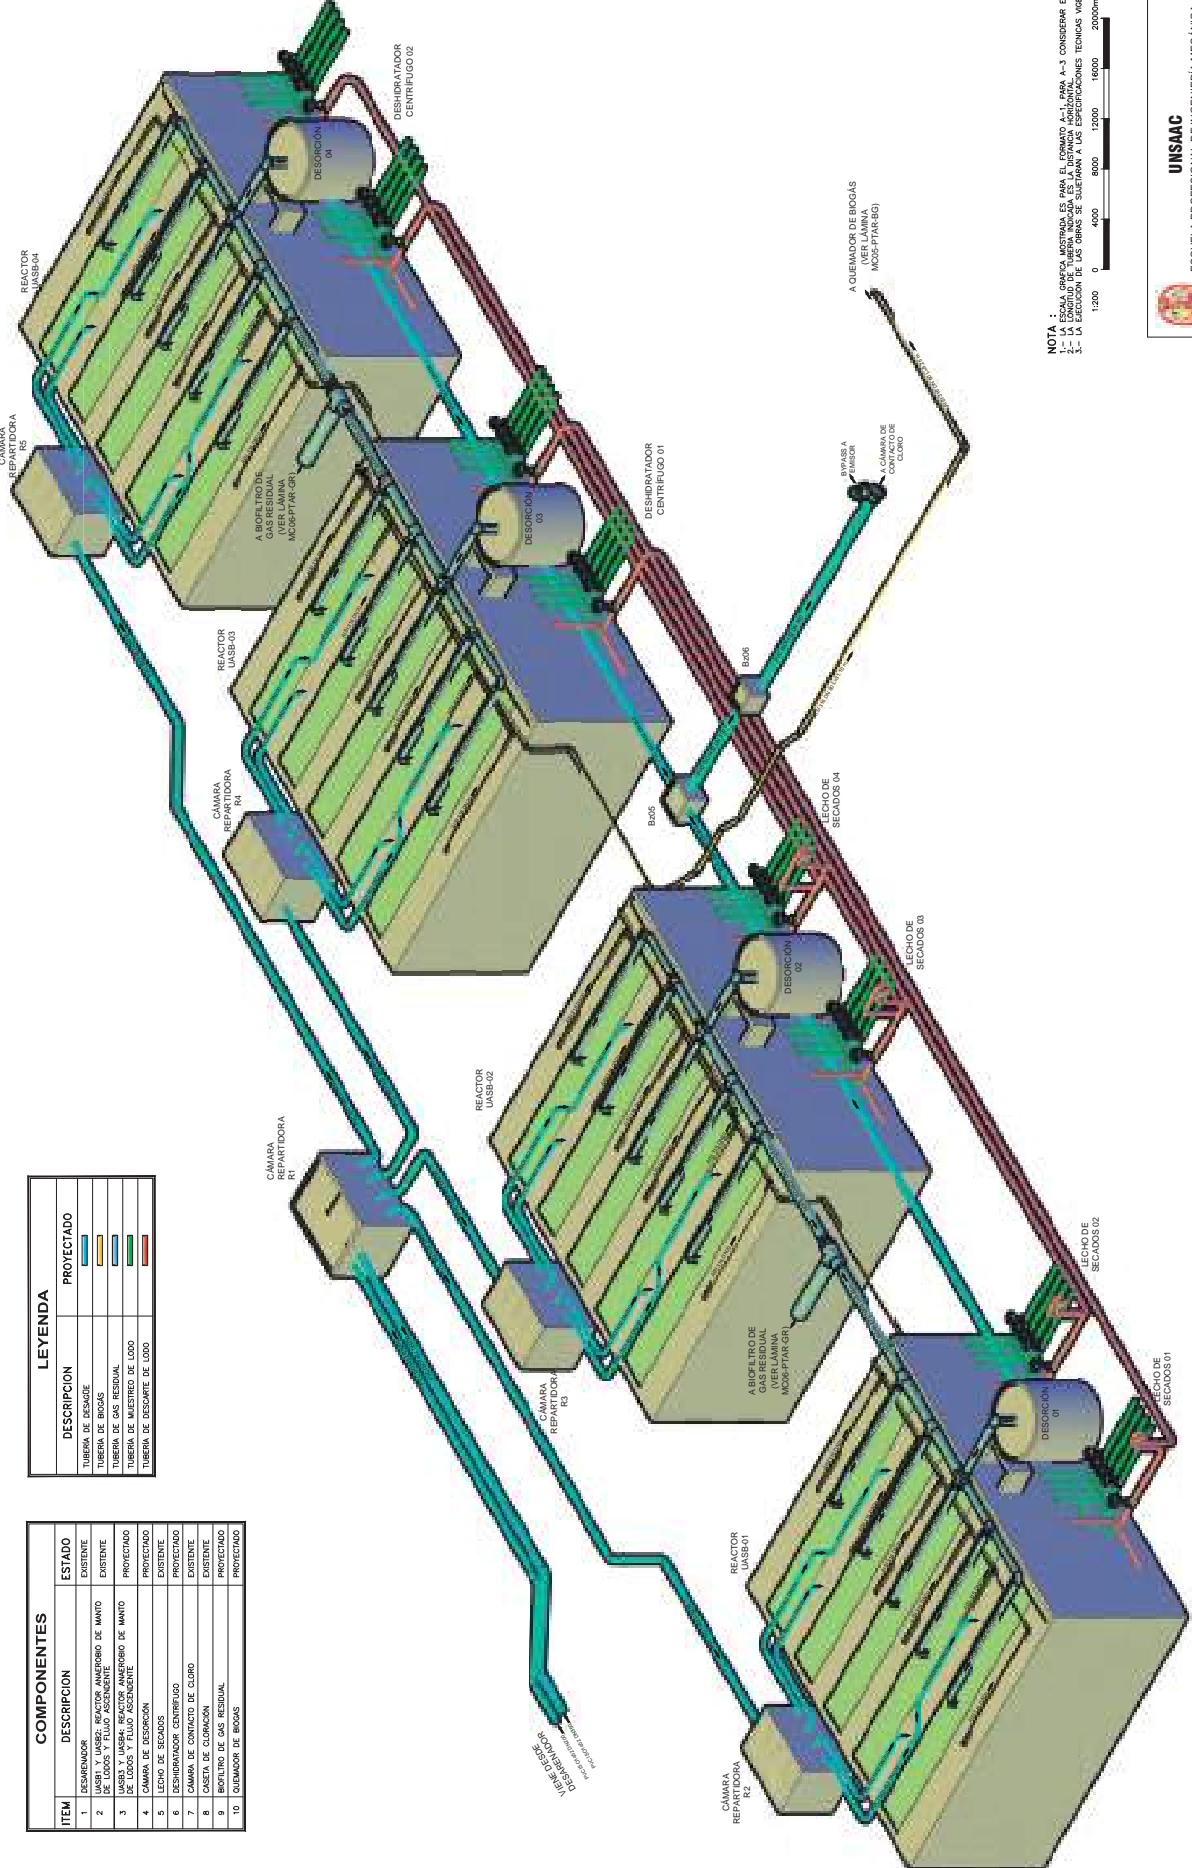 COMPONENTES
ITEM DESCRIPCION ESTADO
1 DESARENADOR EXISTENTE
2 UASB1 Y UASB2: REACTOR ANAEROBIO DE MANTO DE LODOS Y FLUJO ASCENDENTE EXISTENTE
3 UASB3 Y UASB4: REACTOR ANAEROBIO DE MANTO DE LODOS Y FLUJO ASCENDENTE PROYECTADO
4 CÁMARA DE DESORCIÓN PROYECTADO
5 LECHO DE SECADOS EXISTENTE
6 DESHIDRATADOR CENTRÍFUGO PROYECTADO
7 CÁMARA DE CONTACTO DE CLORO EXISTENTE
8 CASETA DE CLORACIÓN EXISTENTE
9 BIOFILTRO DE GAS RESIDUAL PROYECTADO
10 QUEMADOR DE BIOGAS PROYECTADO
LEYENDA
DESCRIPCION PROYECTADO
TUBERÍA DE DESAGÜE
TUBERÍA DE BIOGÁS
TUBERÍA DE GAS RESIDUAL
TUBERÍA DE MUESTREO DE LODO
TUBERÍA DE DESCARTE DE LODO
VIENE DESDE
DESARENADOR
CÁMARA
REPARTIDORA
R2
REACTOR
UASB-01
CÁMARA
REPARTIDORA
R3
CÁMARA
REPARTIDORA
R1
REACTOR
UASB-02
CÁMARA
REPARTIDORA
R4
REACTOR
UASB-03
CÁMARA
REPARTIDORA
R5
REACTOR
UASB-04
A BIOFILTRO DE
GAS RESIDUAL
(VER LÁMINA
MC06-PTAR-GR)
A BIOFILTRO DE
GAS RESIDUAL
(VER LÁMINA
MC06-PTAR-GR)
DESORCIÓN
01
DESORCIÓN
02
DESORCIÓN
03
DESORCIÓN
04
LECHO DE
SECADOS 01
LECHO DE
SECADOS 02
LECHO DE
SECADOS 03
LECHO DE
SECADOS 04
Bz05
Bz06
DESHIDRATADOR
CENTRÍFUGO 01
DESHIDRATADOR
CENTRÍFUGO 02
BYPASS A
EMISOR
A CÁMARA DE
CONTACTO DE
CLORO
A QUEMADOR DE BIOGÁS
(VER LÁMINA
MC05-PTAR-BG)
NOTA :
1.- LA ESCALA GRAFICA MOSTRADA ES PARA EL FORMATO A-1, PARA A-3 CONSIDERAR E
2.- LA LONGITUD DE TUBERIA INDICADA ES LA DISTANCIA HORIZONTAL.
3.- LA EJECUCION DE LAS OBRAS SE SUJETARAN A LAS ESPECIFICACIONES TECNICAS
1:200 0 4000 8000 12000 16000 20000m
UNSAAC